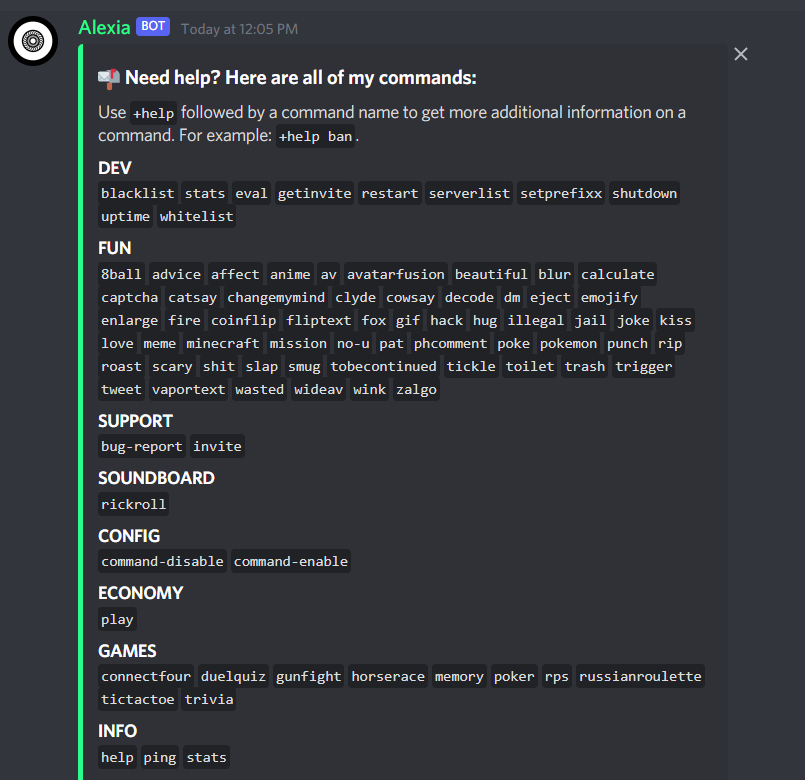 Alexia BOT Today at 12:05 PM
Need help? Here are all of my commands:
Use +help followed by a command name to get more additional information on a
command. For example: +help ban.
DEV
blacklist stats eval getinvite restart serverlist setprefixx shutdown
uptime whitelist
FUN
8ball advice affect anime av avatarfusion beautiful blur calculate
captcha catsay changemymind clyde cowsay decode dm eject emojify
enlarge fire coinflip fliptext fox gif hack hug illegal jail joke kiss
love meme minecraft mission no-u pat phcomment poke pokemon punch rip
roast scary shit slap smug tobecontinued tickle toilet trash trigger
tweet vaportext wasted wideav wink zalgo
SUPPORT
bug-report invite
SOUNDBOARD
rickroll
CONFIG
command-disable command-enable
ECONOMY
play
GAMES
connectfour duelquiz gunfight horserace memory poker rps russianroulette
tictactoe trivia
INFO
help ping stats